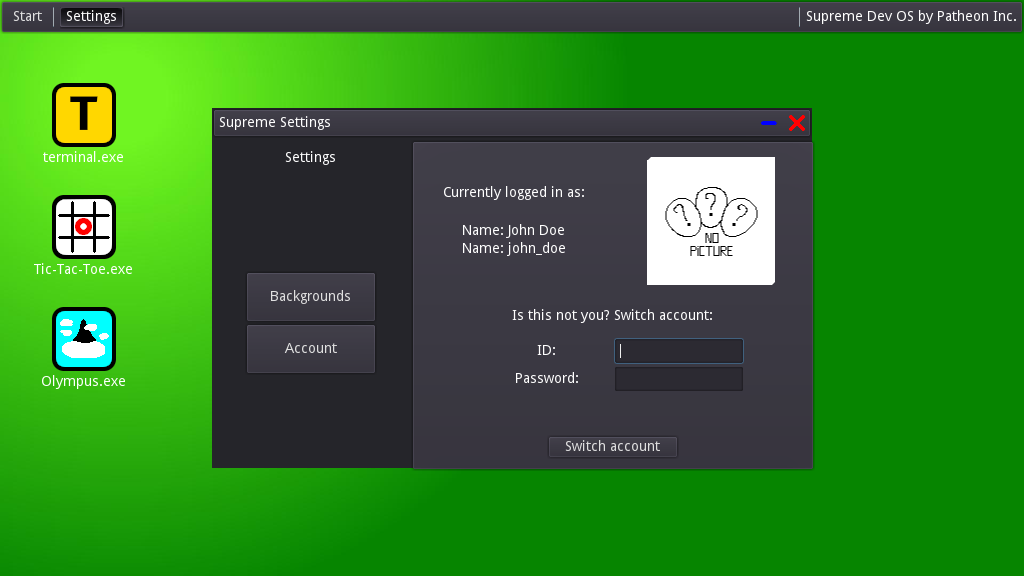 Start
Settings
Supreme Dev OS by Patheon Inc.
T
terminal.exe
Tic-Tac-Toe.exe
Olympus.exe
Supreme Settings
Settings
Backgrounds
Account
Currently logged in as:
Name: John Doe
Name: john_doe
? ? ?
NO
PICTURE
Is this not you? Switch account:
ID:
Password:
Switch account